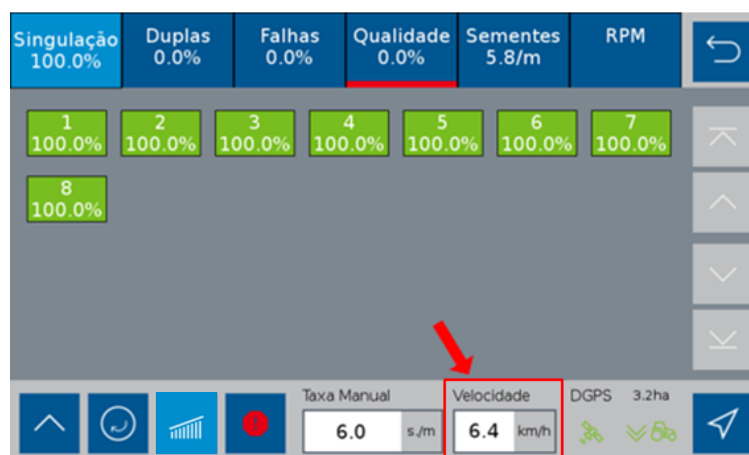 Singulação
100.0%
Duplas
0.0%
Falhas
0.0%
Qualidade
0.0%
Sementes
5.8/m
RPM
1
100.0%
2
100.0%
3
100.0%
4
100.0%
5
100.0%
6
100.0%
7
100.0%
8
100.0%
Taxa Manual
6.0 s./m
Velocidade
6.4 km/h
DGPS 3.2ha